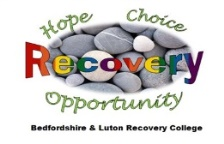 Hope Choice
Recovery
Opportunity
Bedfordshire & Luton Recovery College